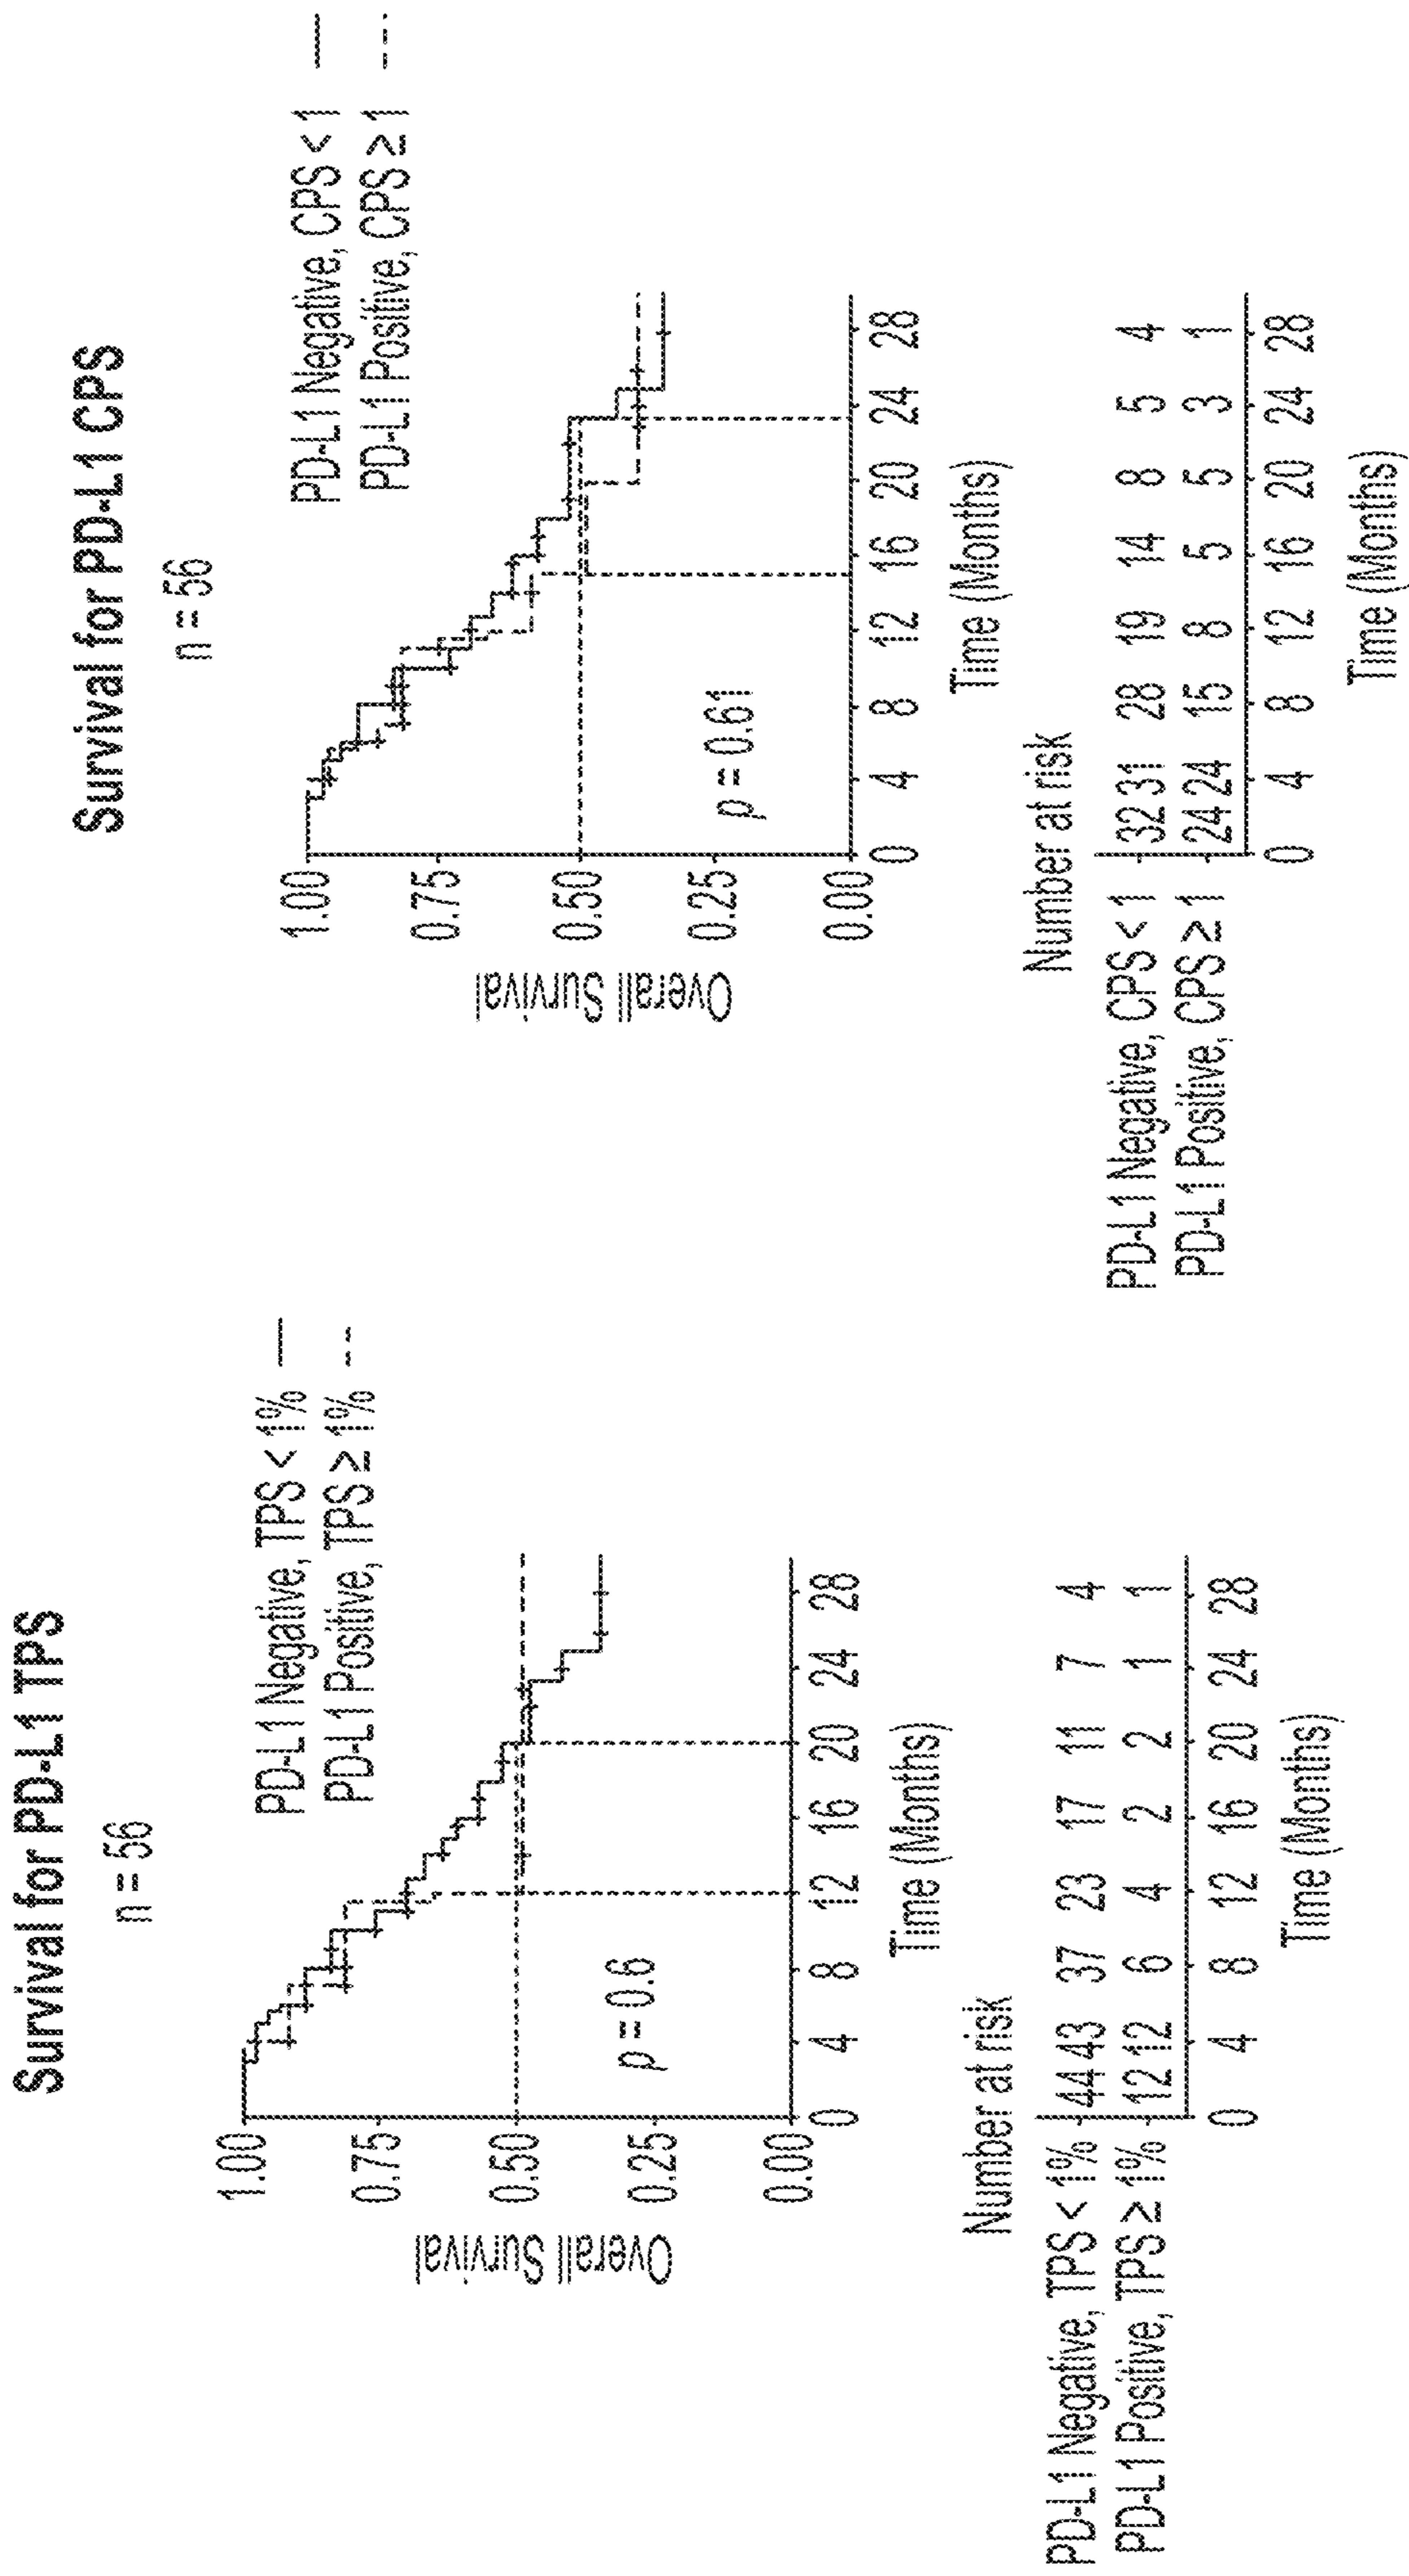 Survival for PD-L1 TPS
n = 56
PD-L1 Negative, TPS < 1%
PD-L1 Positive, TPS ≥ 1%
Overall Survival
1.00
0.75
0.50
0.25
0.00
p = 0.6
0 4 8 12 16 20 24 28
Time (Months)
Number at risk
PD-L1 Negative, TPS < 1% 44 43 37 23 17 11 7 4
PD-L1 Positive, TPS ≥ 1% 12 12 6 4 2 2 1 1
0 4 8 12 16 20 24 28
Time (Months)
Survival for PD-L1 CPS
n = 56
PD-L1 Negative, CPS < 1
PD-L1 Positive, CPS ≥ 1
Overall Survival
1.00
0.75
0.50
0.25
0.00
p = 0.61
0 4 8 12 16 20 24 28
Time (Months)
Number at risk
PD-L1 Negative, CPS < 1 32 31 28 19 14 8 5 4
PD-L1 Positive, CPS ≥ 1 24 24 15 8 5 5 3 1
0 4 8 12 16 20 24 28
Time (Months)